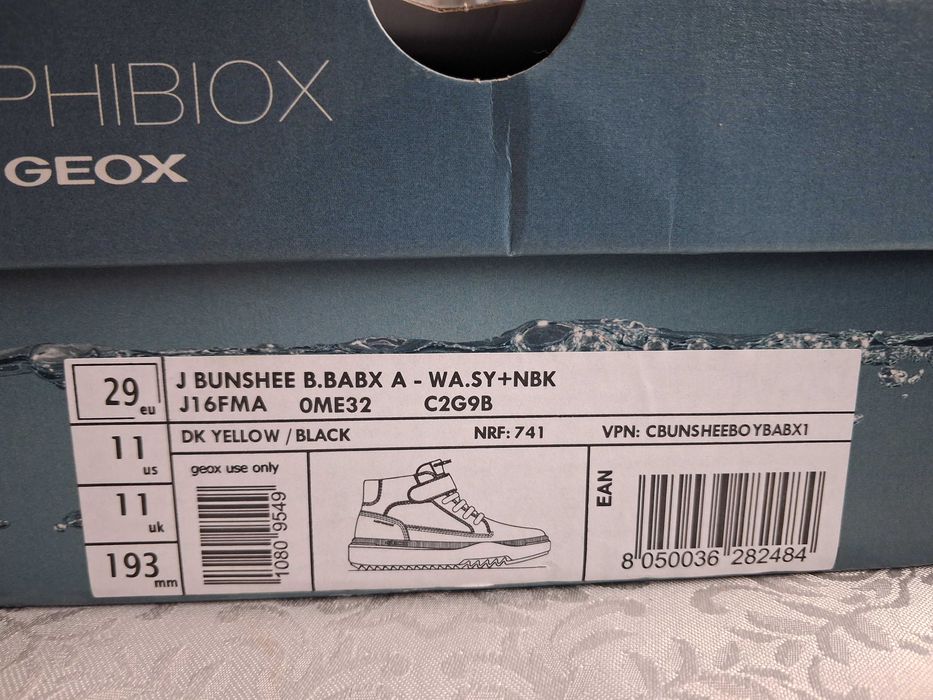 PHIBIOX
GEOX
29 eu
J BUNSHEE B.BABX A - WA.SY+NBK
J16FMA 0ME32 C2G9B
11 us
DK YELLOW / BLACK NRF: 741 VPN: CBUNSHEEBOYBABX1
geox use only
1080 9549
EAN
8 050036 282484
11 uk
193 mm